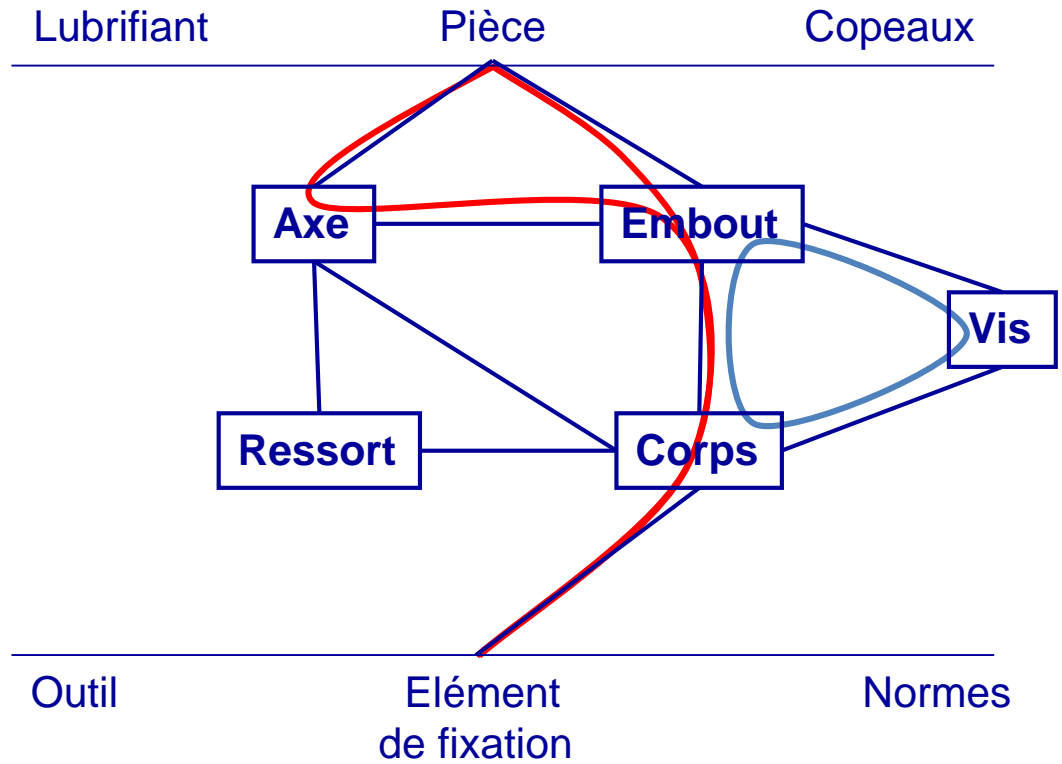 Lubrifiant
Pièce
Copeaux
Axe
Embout
Vis
Ressort
Corps
Outil
Elément
de fixation
Normes